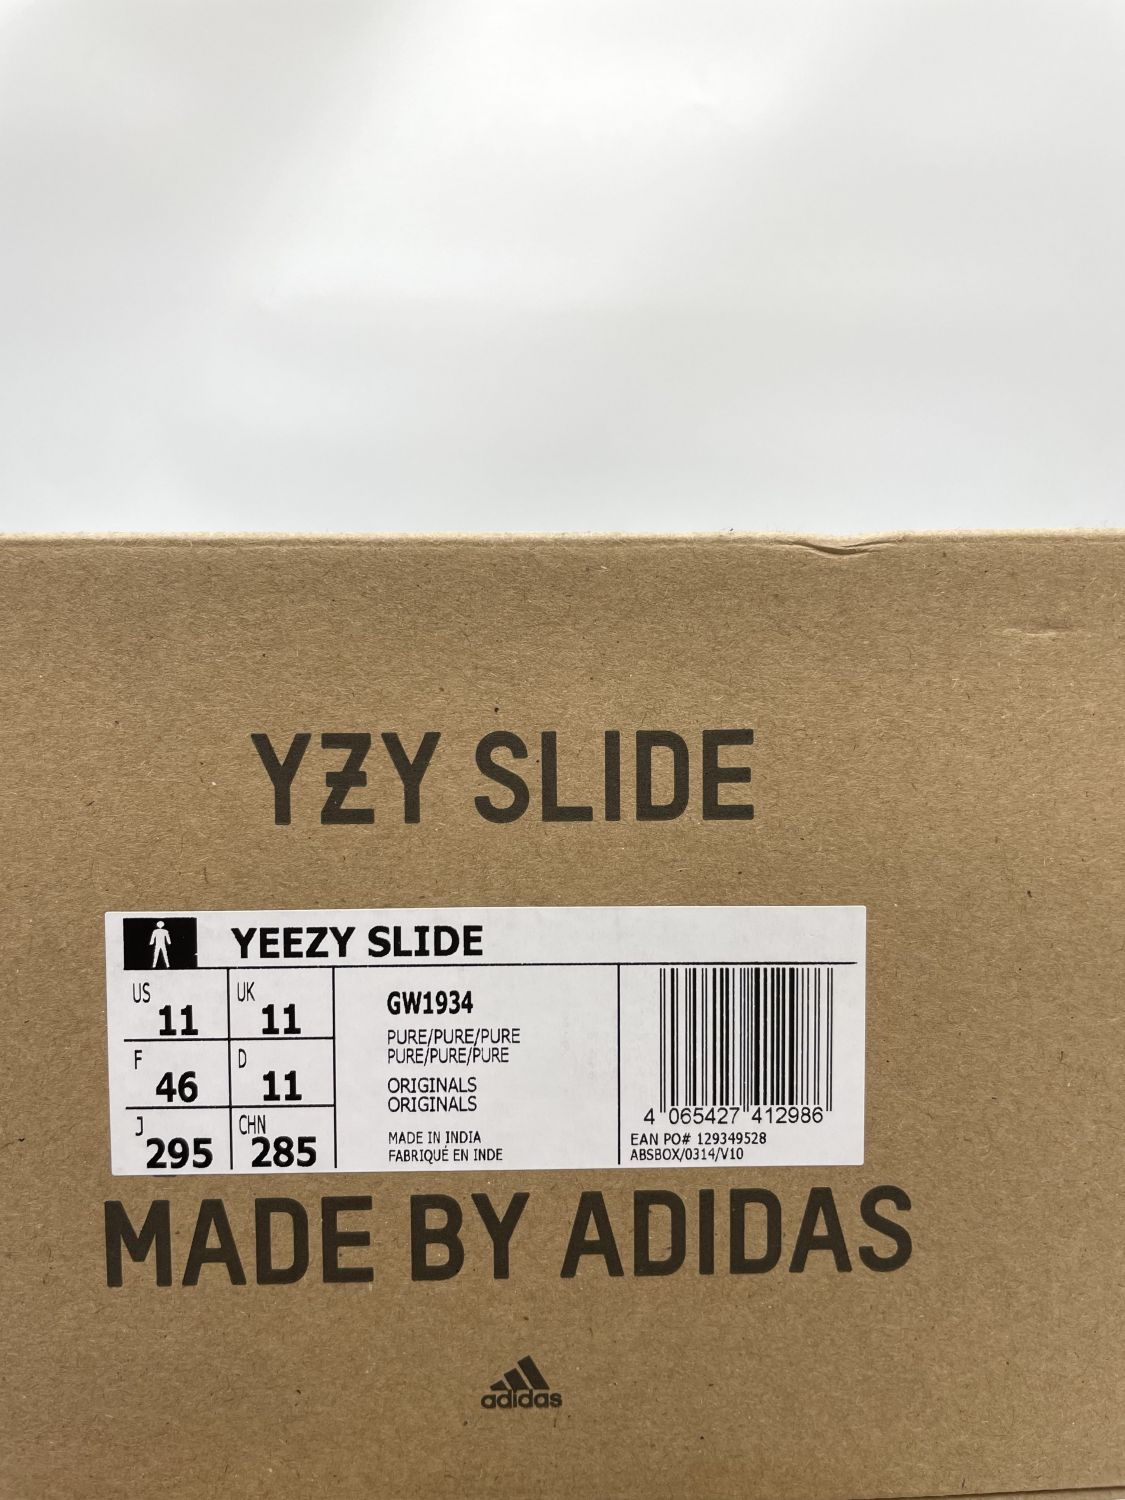 YZY SLIDE
YEEZY SLIDE
US
11
UK
11
F
46
D
11
J
295
CHN
285
GW1934
PURE/PURE/PURE
PURE/PURE/PURE
ORIGINALS
ORIGINALS
MADE IN INDIA
FABRIQUÉ EN INDE
4 065427 412986
EAN PO# 129349528
ABSBOX/0314/V10
MADE BY ADIDAS
adidas